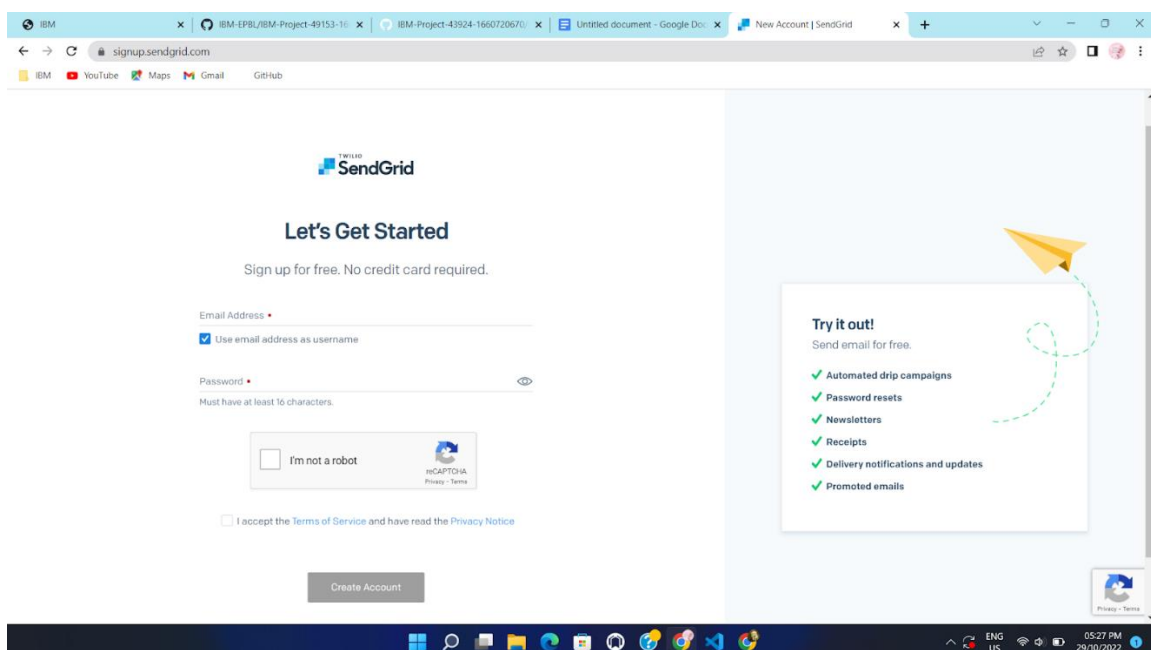 IBM
IBM-EPBL/IBM-Project-49153-16
IBM-Project-43924-1660720670/
Untitled document - Google Doc
New Account | SendGrid
signup.sendgrid.com
IBM
YouTube
Maps
Gmail
GitHub
TWILIO
SendGrid
Let's Get Started
Sign up for free. No credit card required.
Email Address
Use email address as username
Password
Must have at least 16 characters.
I'm not a robot
reCAPTCHA
Privacy - Terms
I accept the Terms of Service and have read the Privacy Notice
Create Account
Try it out!
Send email for free.
Automated drip campaigns
Password resets
Newsletters
Receipts
Delivery notifications and updates
Promoted emails
Privacy - Terms
ENG
US
05:27 PM
29/10/2022
1